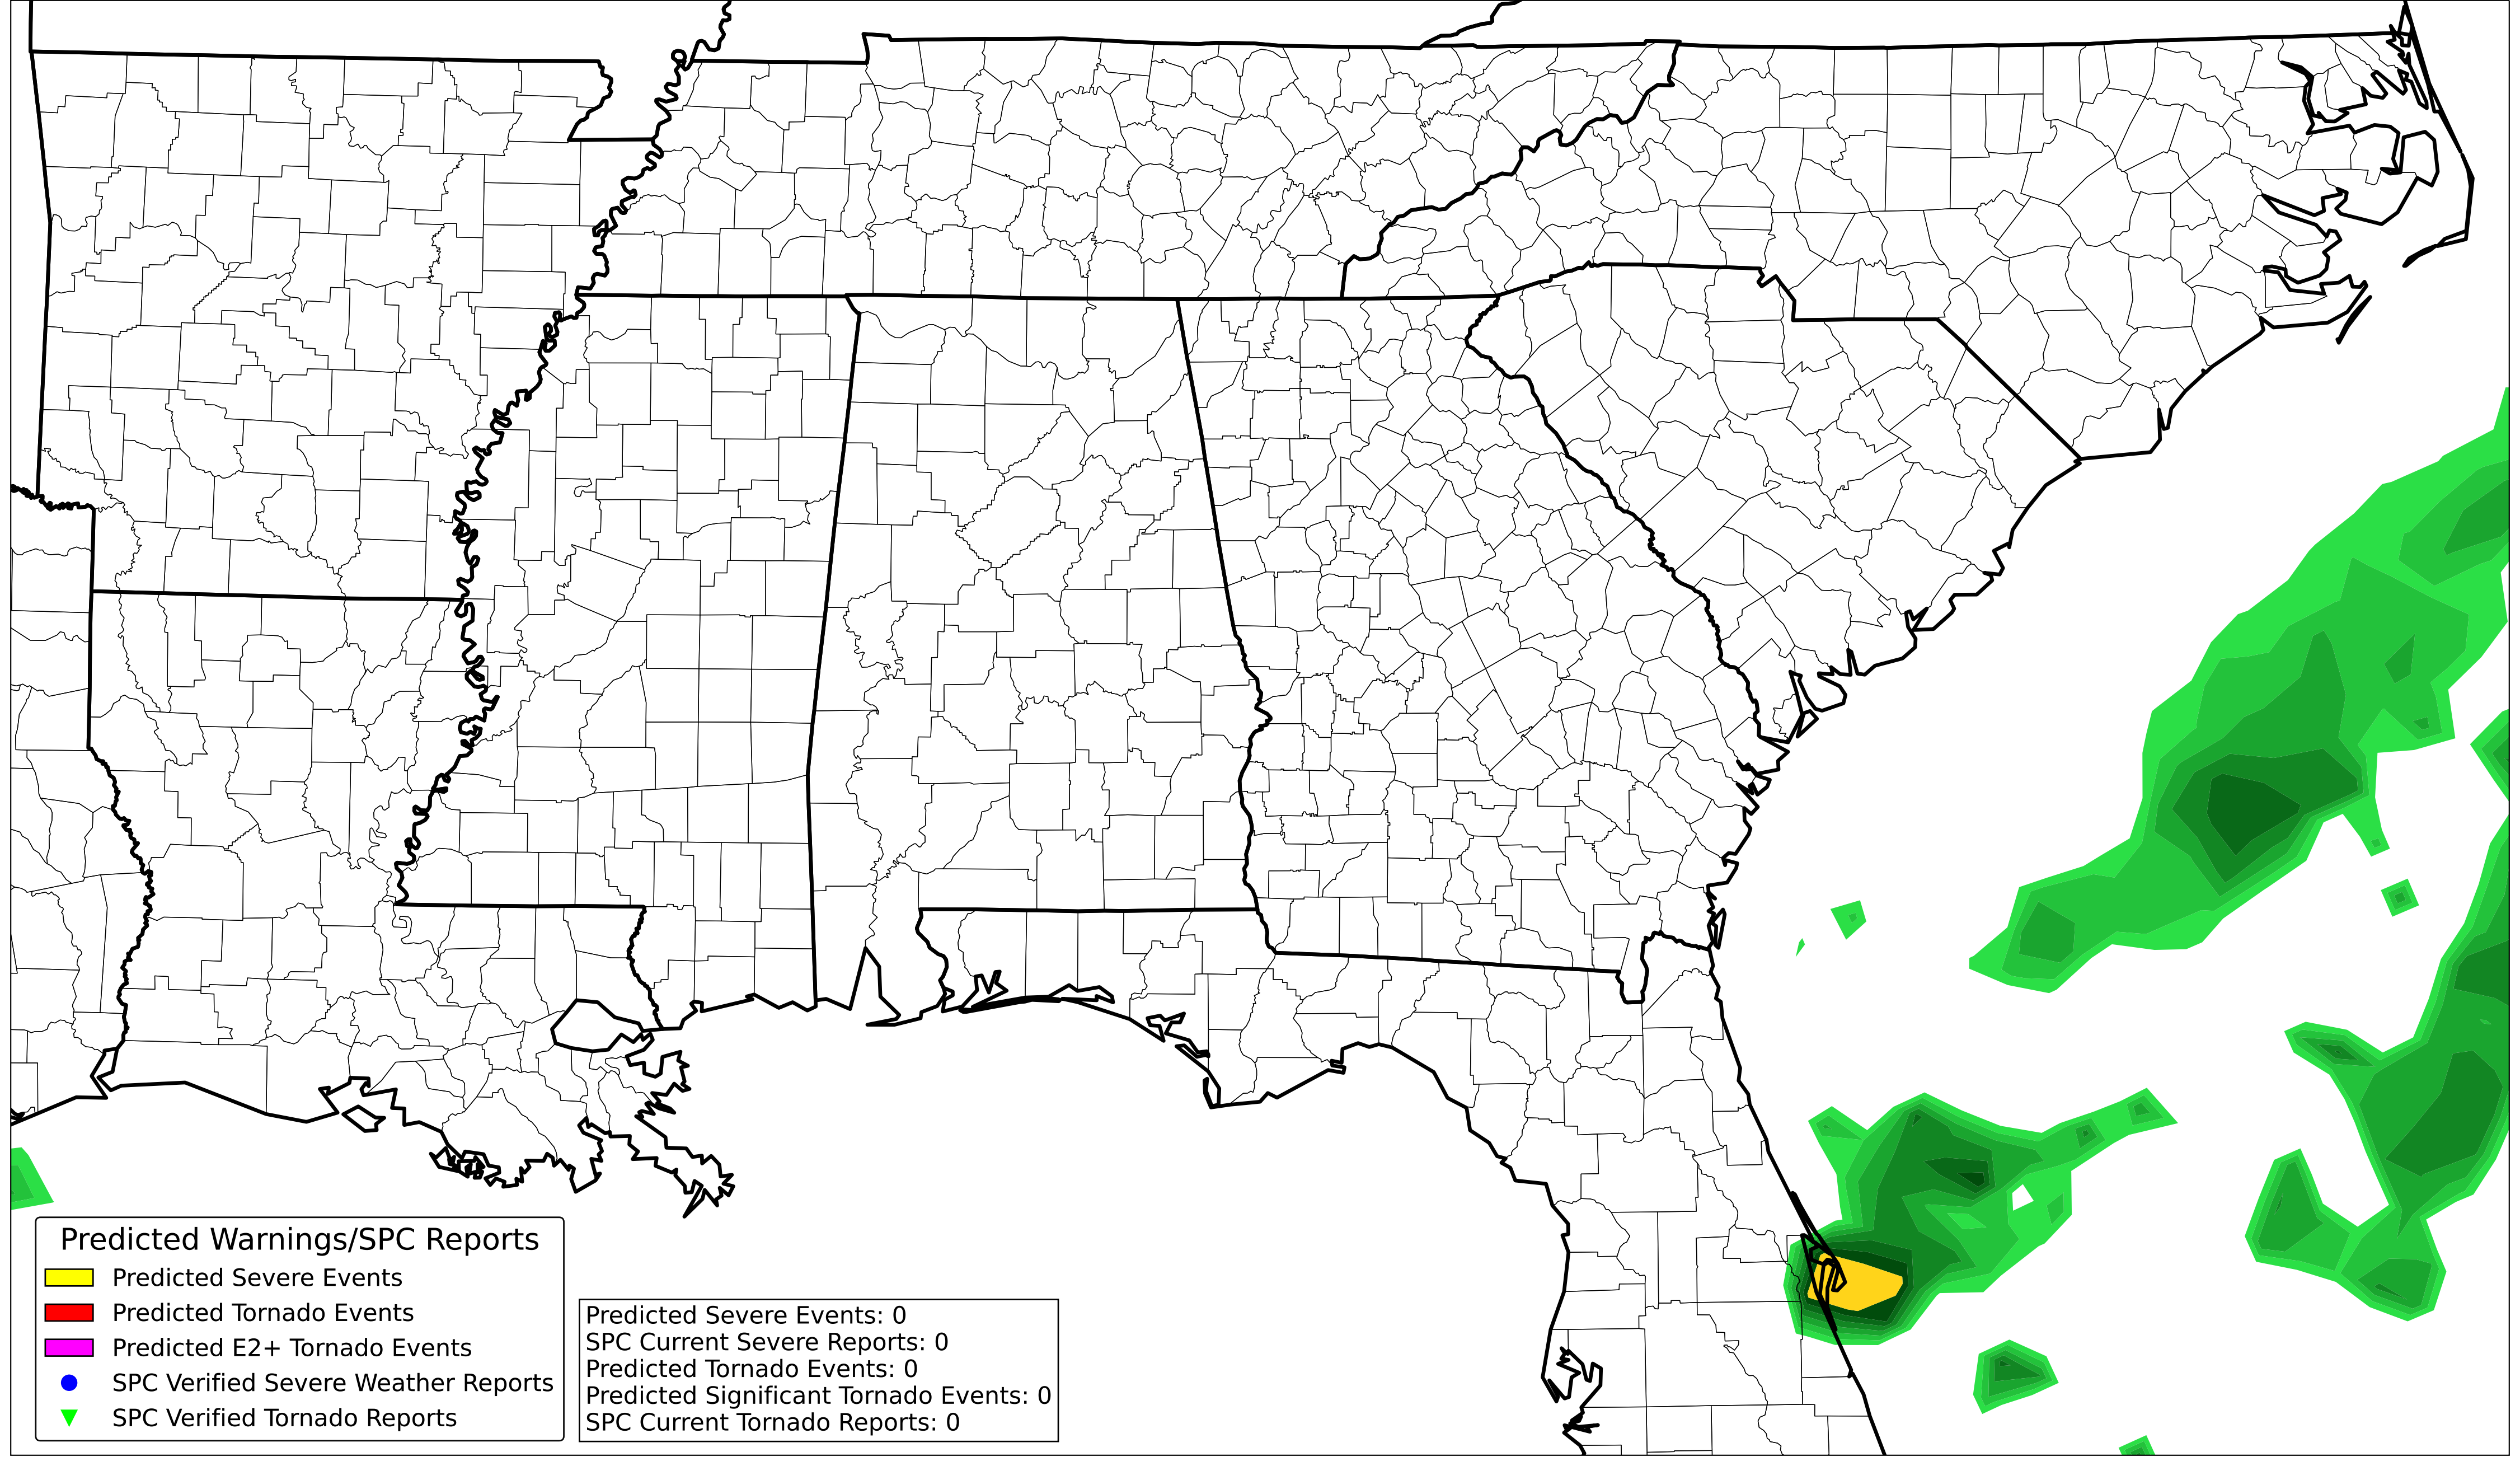 Predicted Warnings/SPC Reports
Predicted Severe Events
Predicted Tornado Events
Predicted E2+ Tornado Events
SPC Verified Severe Weather Reports
SPC Verified Tornado Reports
Predicted Severe Events: 0
SPC Current Severe Reports: 0
Predicted Tornado Events: 0
Predicted Significant Tornado Events: 0
SPC Current Tornado Reports: 0